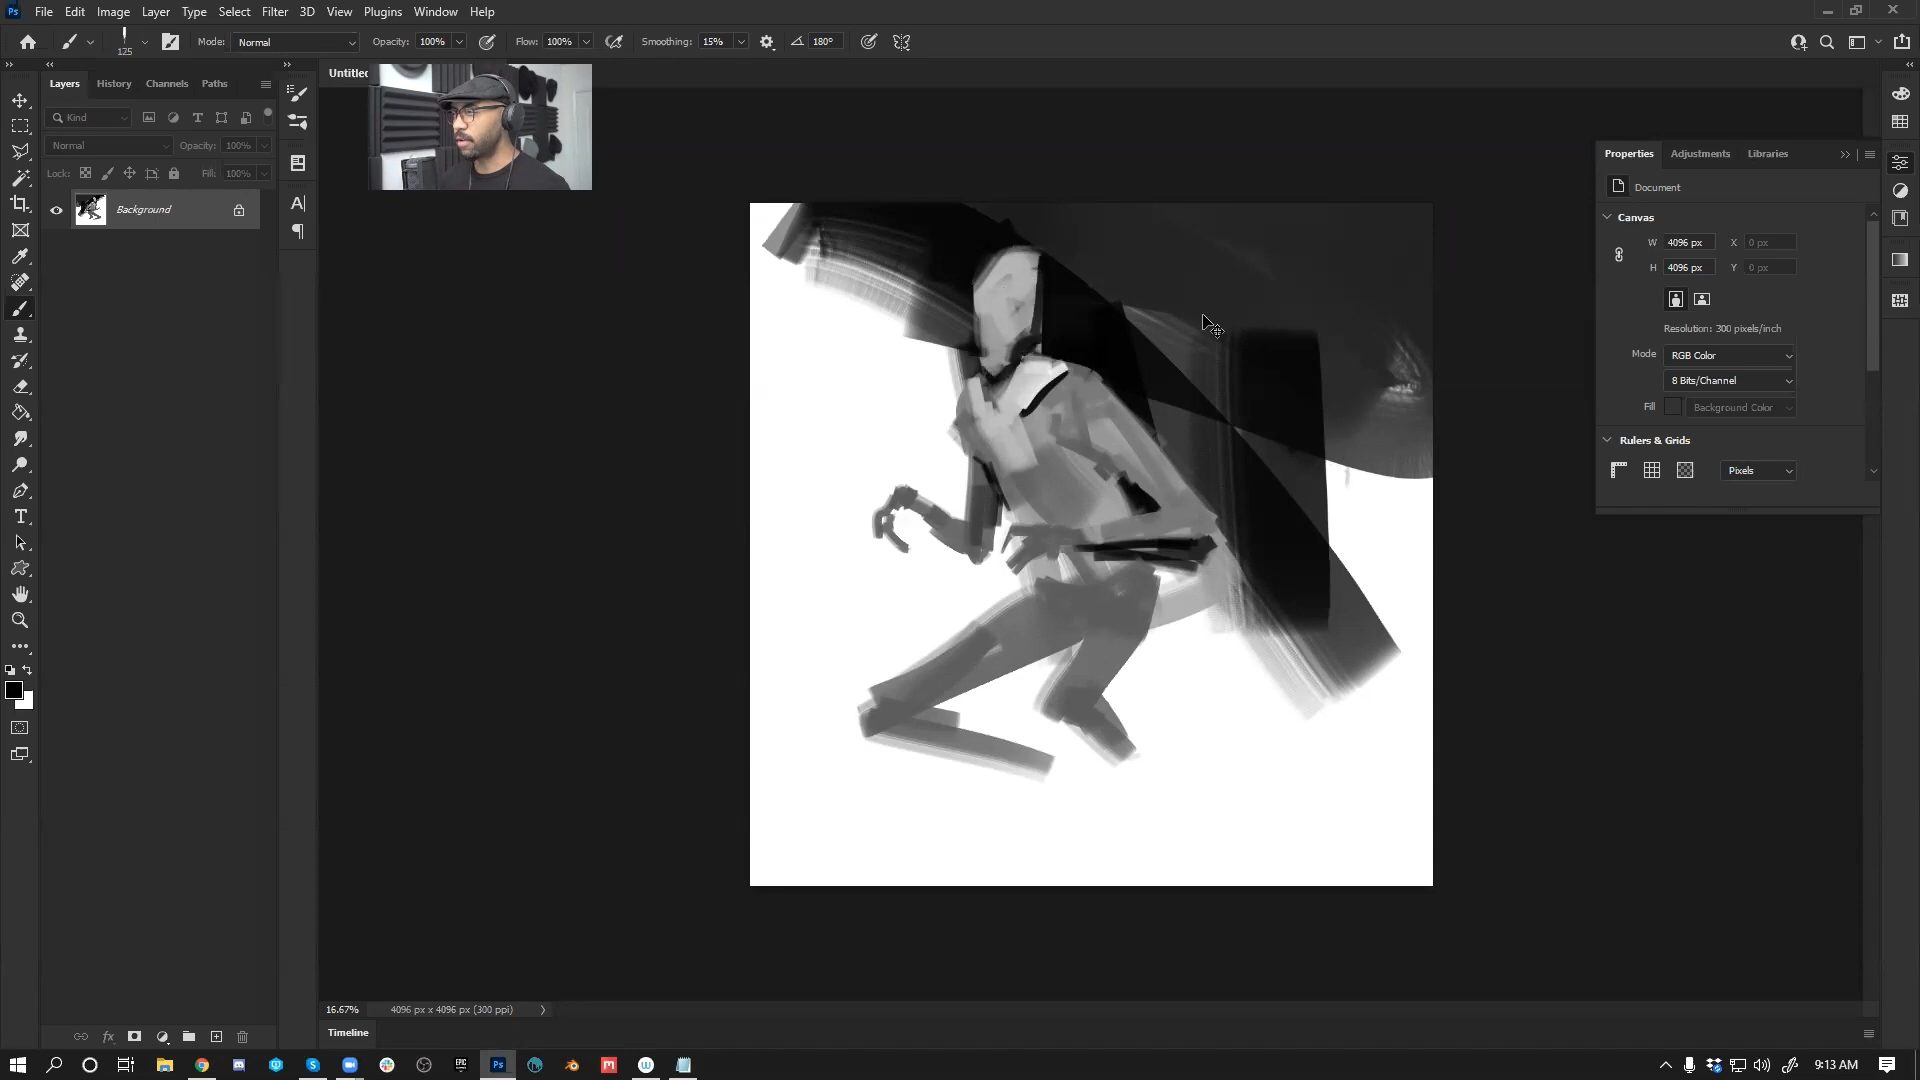 Ps File Edit Image Layer Type Select Filter 3D View Plugins Window Help
125 Mode: Normal Opacity: 100% Flow: 100% Smoothing: 15% 180°
Layers History Channels Paths
Untitled
Kind
Normal Opacity: 100%
Lock: Fill: 100%
Background
Properties Adjustments Libraries
Document
Canvas
W 4096 px X 0 px
H 4096 px Y 0 px
Resolution: 300 pixels/inch
Mode RGB Color
8 Bits/Channel
Fill Background Color
Rulers & Grids
Pixels
16.67% 4096 px x 4096 px (300 ppi)
Timeline
9:13 AM